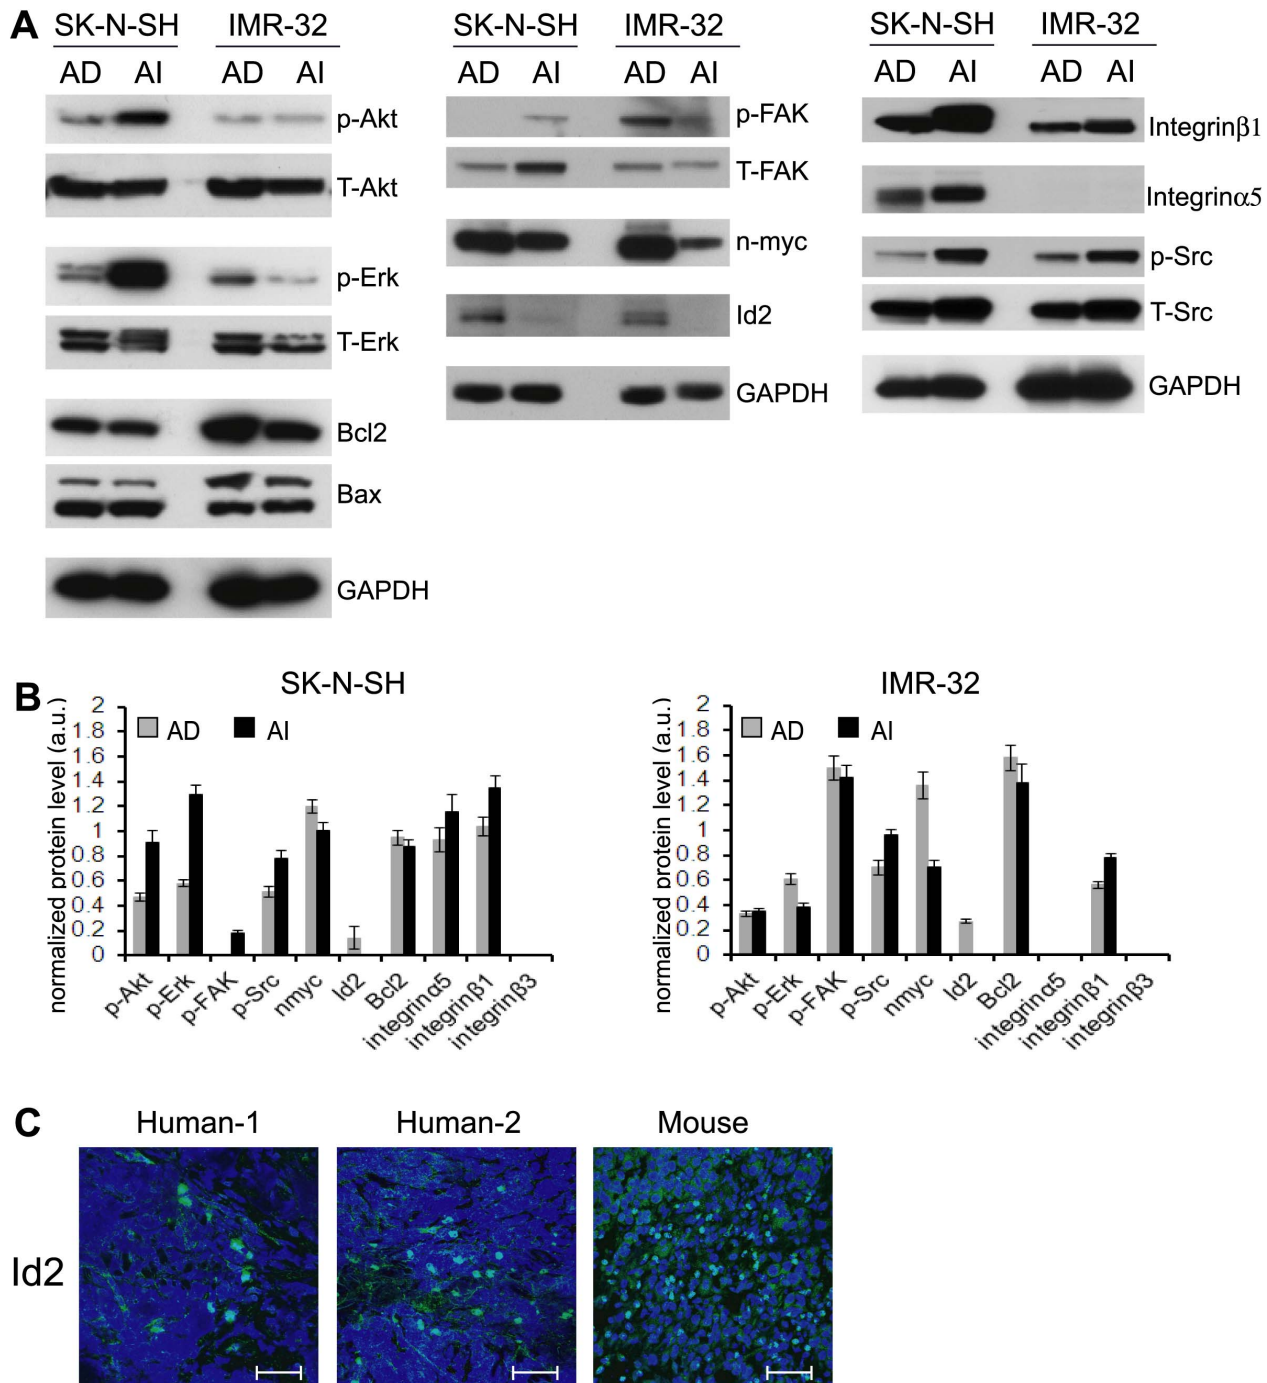 A
SK-N-SH IMR-32
AD AI AD AI
p-Akt
T-Akt
p-Erk
T-Erk
Bcl2
Bax
GAPDH
SK-N-SH IMR-32
AD AI AD AI
p-FAK
T-FAK
n-myc
Id2
GAPDH
SK-N-SH IMR-32
AD AI AD AI
Integrinβ1
Integrinα5
p-Src
T-Src
GAPDH
B
SK-N-SH
normalized protein level (a.u.)
2
1.8
1.6
1.4
1.2
1
0.8
0.6
0.4
0.2
0
AD AI
p-Akt
p-Erk
p-FAK
p-Src
nmyc
Id2
Bcl2
integrinα5
integrinβ1
integrinβ3
IMR-32
normalized protein level (a.u.)
2
1.8
1.6
1.4
1.2
1
0.8
0.6
0.4
0.2
0
AD AI
p-Akt
p-Erk
p-FAK
p-Src
nmyc
Id2
Bcl2
integrinα5
integrinβ1
integrinβ3
C
Human-1 Human-2 Mouse
Id2